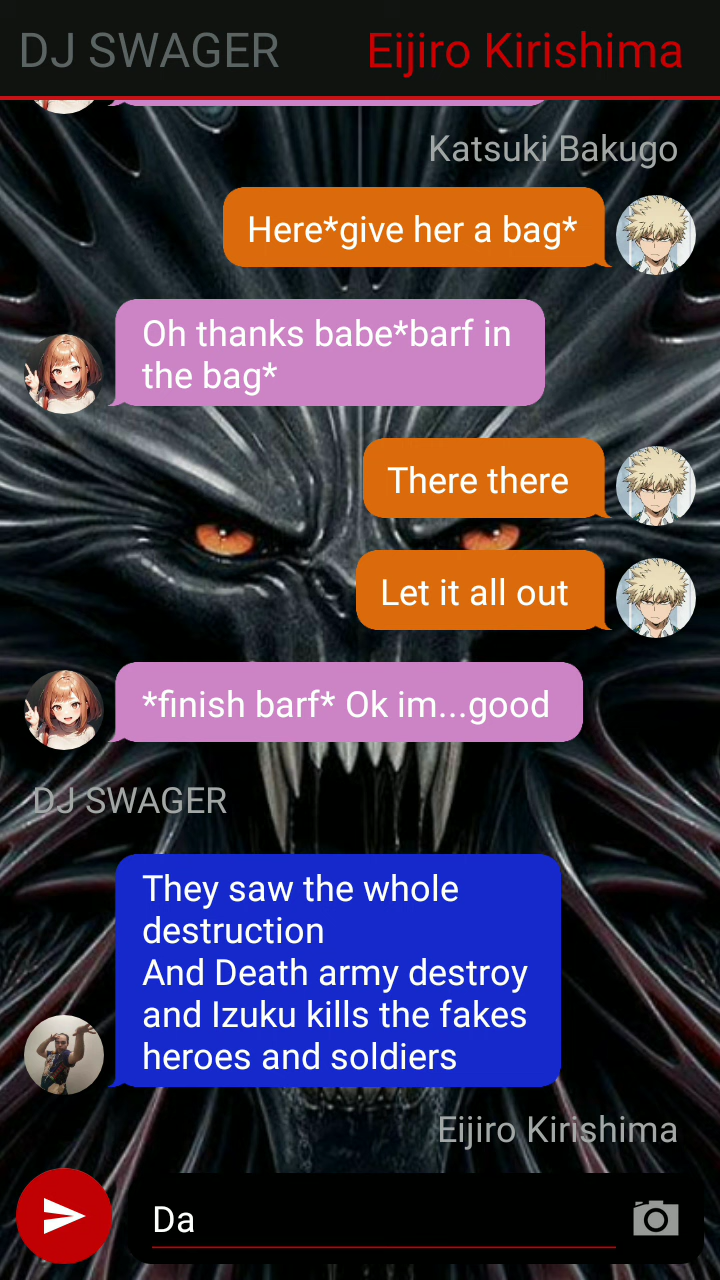 DJ SWAGER Eijiro Kirishima
Katsuki Bakugo
Here*give her a bag*
Oh thanks babe*barf in
the bag*
There there
Let it all out
*finish barf* Ok im...good
DJ SWAGER
They saw the whole
destruction
And Death army destroy
and Izuku kills the fakes
heroes and soldiers
Eijiro Kirishima
Da